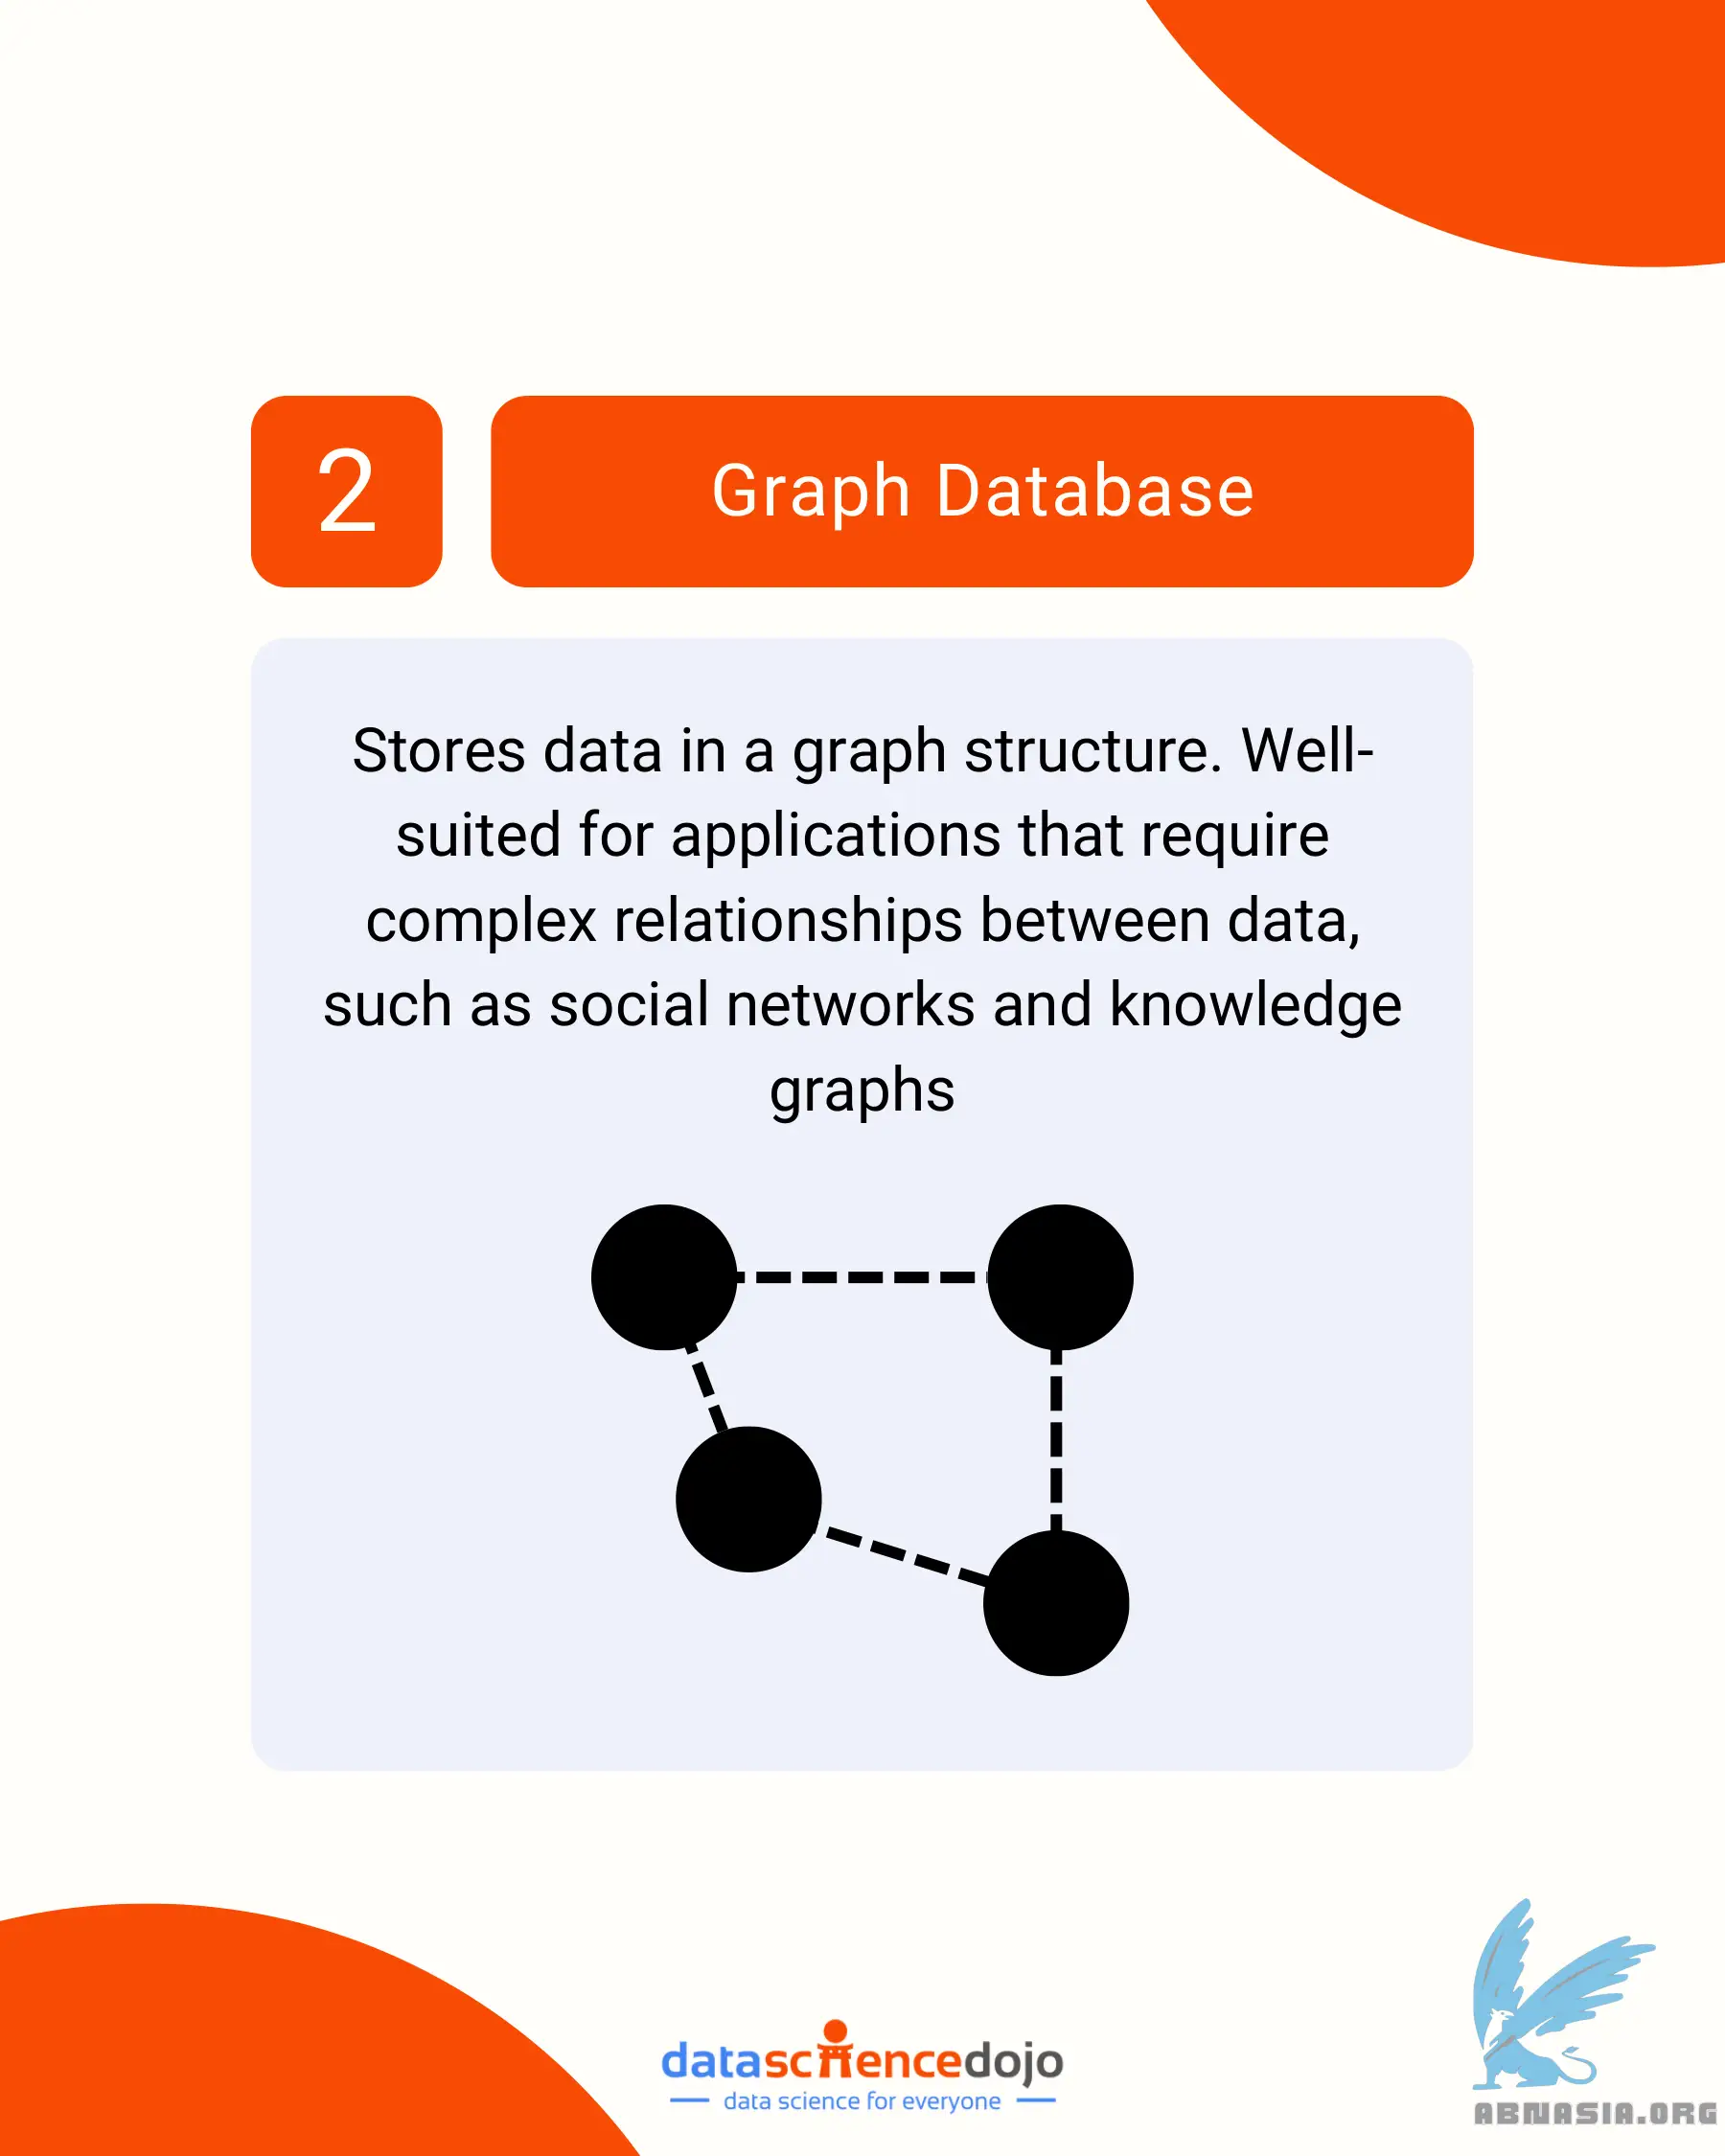 2
Graph Database
Stores data in a graph structure. Well-
suited for applications that require
complex relationships between data,
such as social networks and knowledge
graphs
datasciencedojo
data science for everyone
ABNASIA.ORG